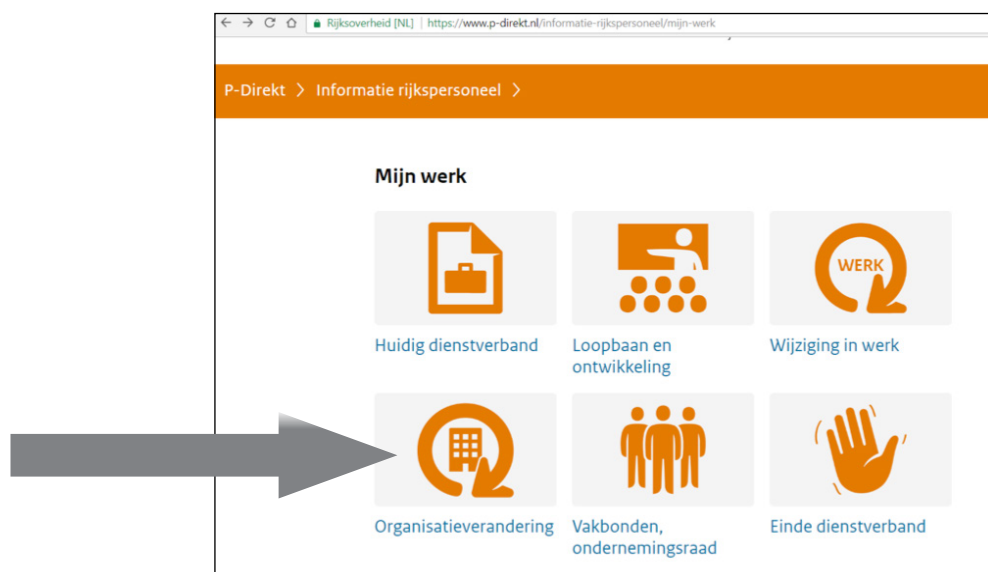 Rijksoverheid [NL] | https://www.p-direkt.nl/informatie-rijkspersoneel/mijn-werk
P-Direkt > Informatie rijkspersoneel >
Mijn werk
WERK
Huidig dienstverband
Loopbaan en
ontwikkeling
Wijziging in werk
Organisatieverandering
Vakbonden,
ondernemingsraad
Einde dienstverband